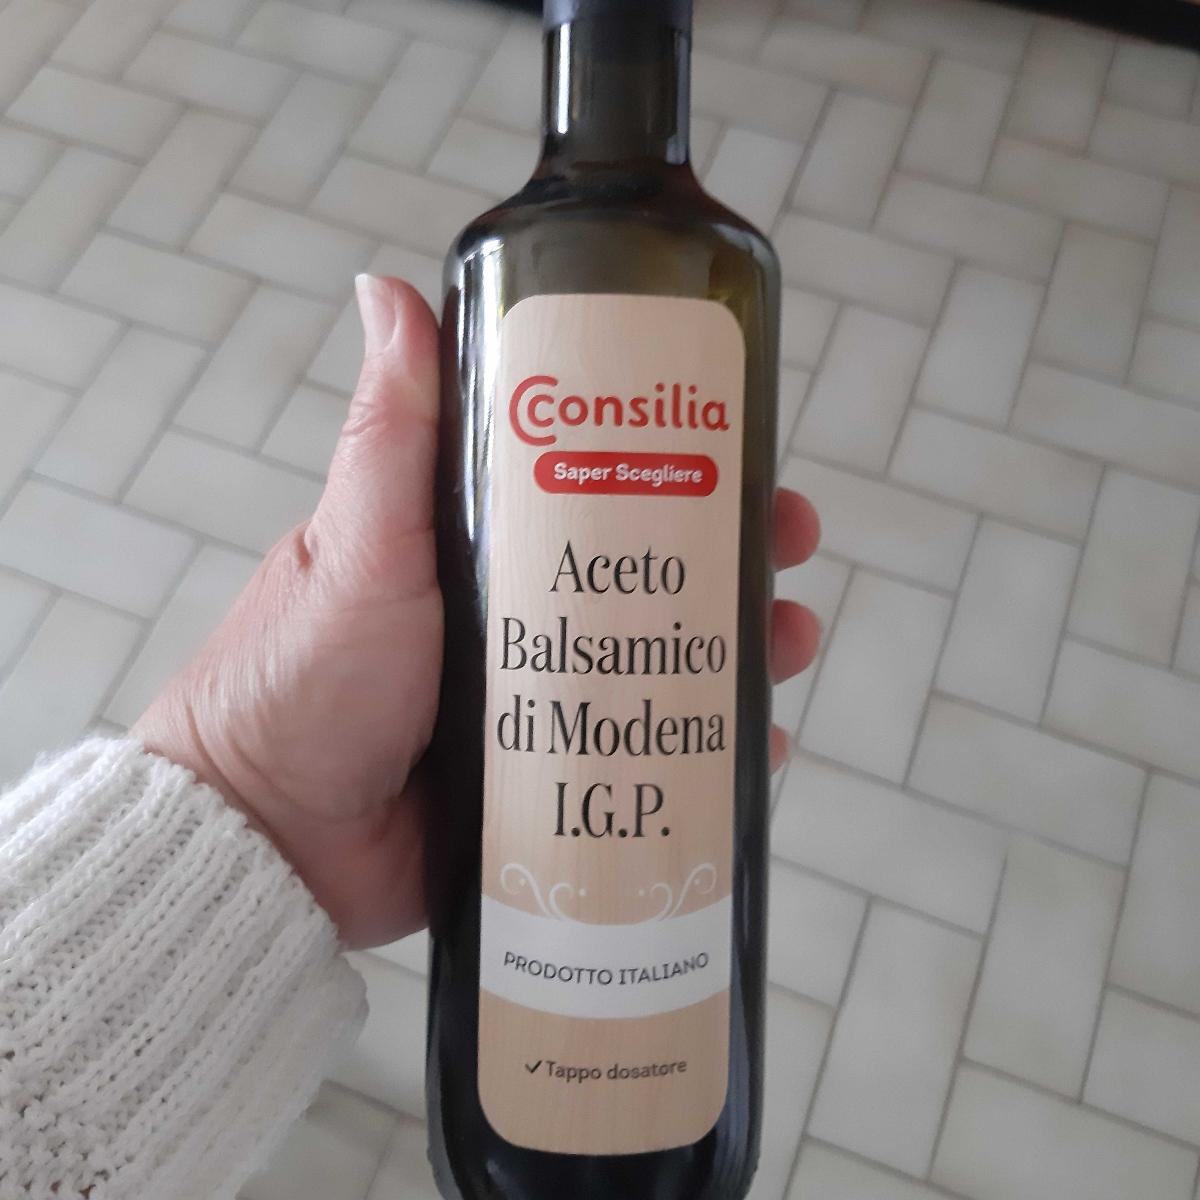 Consilia
Saper Scegliere
Aceto
Balsamico
di Modena
I.G.P.
PRODOTTO ITALIANO
✓Tappo dosatore